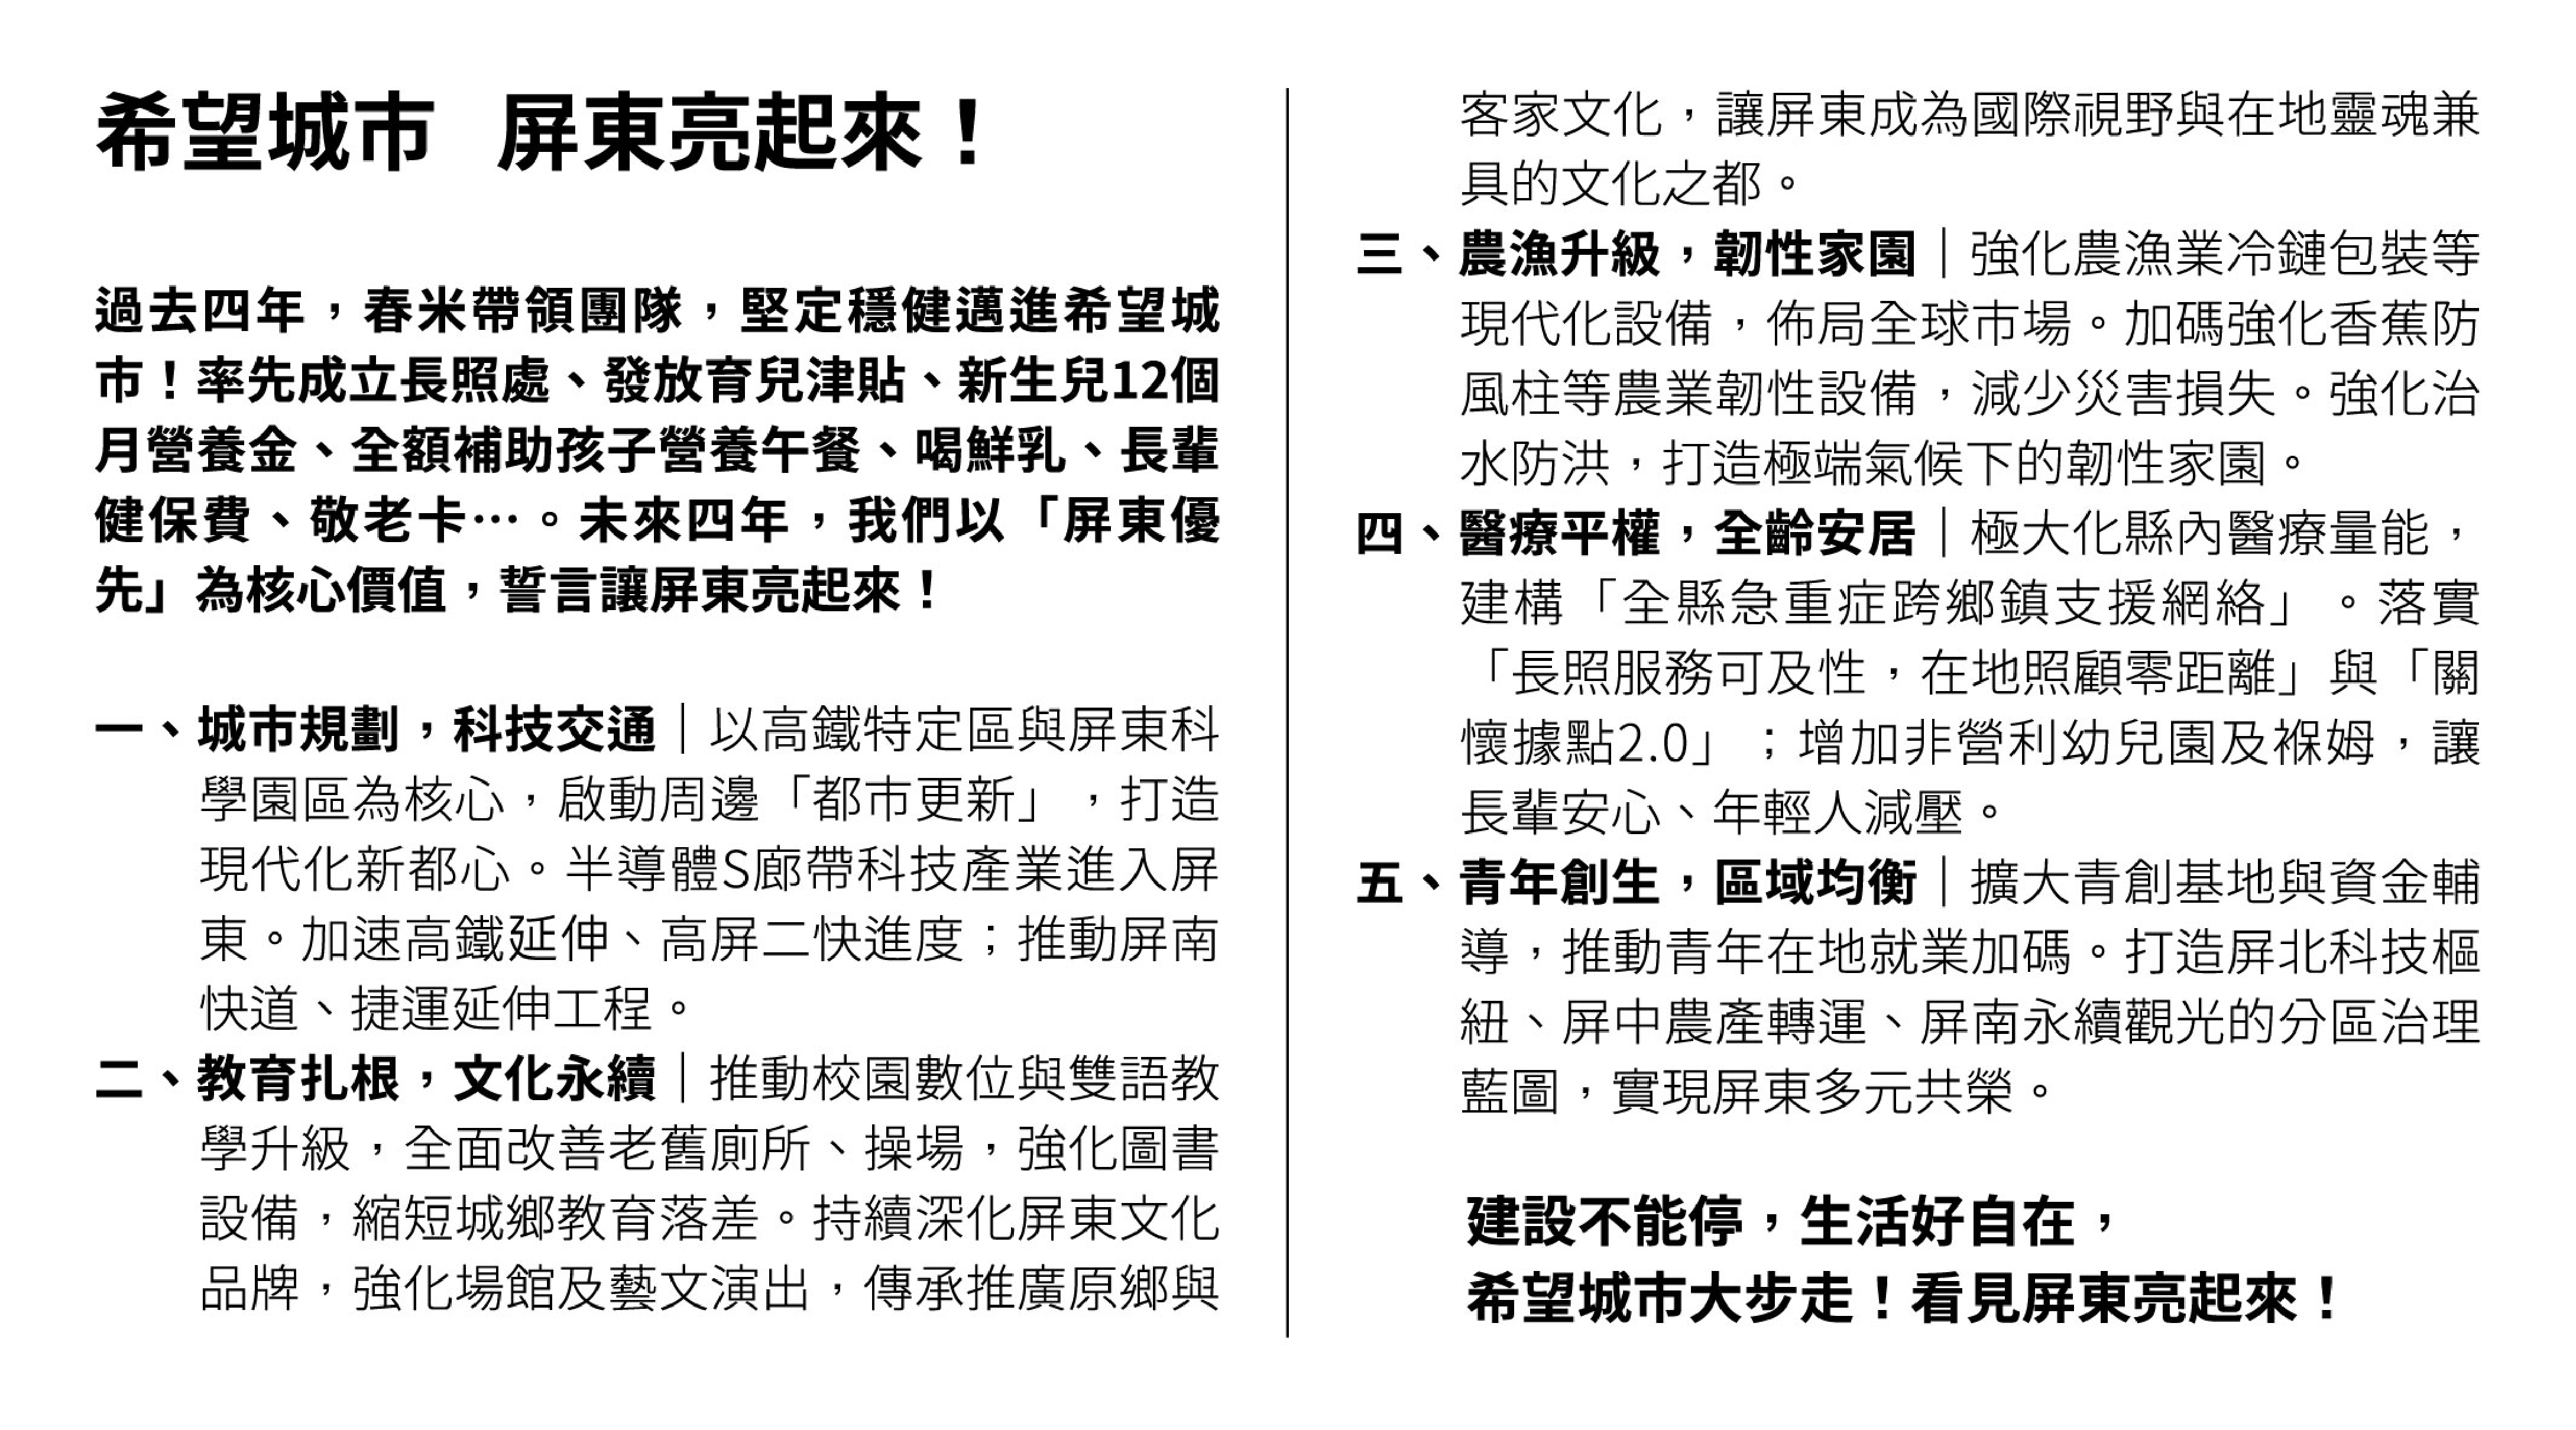 希望城市 屏東亮起來！
過去四年，春米帶領團隊，堅定穩健邁進希望城
市！率先成立長照處、發放育兒津貼、新生兒12個
月營養金、全額補助孩子營養午餐、喝鮮乳、長輩
健保費、敬老卡…。未來四年，我們以「屏東優
先」為核心價值，誓言讓屏東亮起來！
一、城市規劃，科技交通｜以高鐵特定區與屏東科
學園區為核心，啟動周邊「都市更新」，打造
現代化新都心。半導體S廊帶科技產業進入屏
東。加速高鐵延伸、高屏二快進度；推動屏南
快道、捷運延伸工程。
二、教育扎根，文化永續｜推動校園數位與雙語教
學升級，全面改善老舊廁所、操場，強化圖書
設備，縮短城鄉教育落差。持續深化屏東文化
品牌，強化場館及藝文演出，傳承推廣原鄉與
客家文化，讓屏東成為國際視野與在地靈魂兼
具的文化之都。
三、農漁升級，韌性家園｜強化農漁業冷鏈包裝等
現代化設備，佈局全球市場。加碼強化香蕉防
風柱等農業韌性設備，減少災害損失。強化治
水防洪，打造極端氣候下的韌性家園。
四、醫療平權，全齡安居｜極大化縣內醫療量能，
建構「全縣急重症跨鄉鎮支援網絡」。落實
「長照服務可及性，在地照顧零距離」與「關
懷據點2.0」；增加非營利幼兒園及褓姆，讓
長輩安心、年輕人減壓。
五、青年創生，區域均衡｜擴大青創基地與資金輔
導，推動青年在地就業加碼。打造屏北科技樞
紐、屏中農產轉運、屏南永續觀光的分區治理
藍圖，實現屏東多元共榮。
建設不能停，生活好自在，
希望城市大步走！看見屏東亮起來！